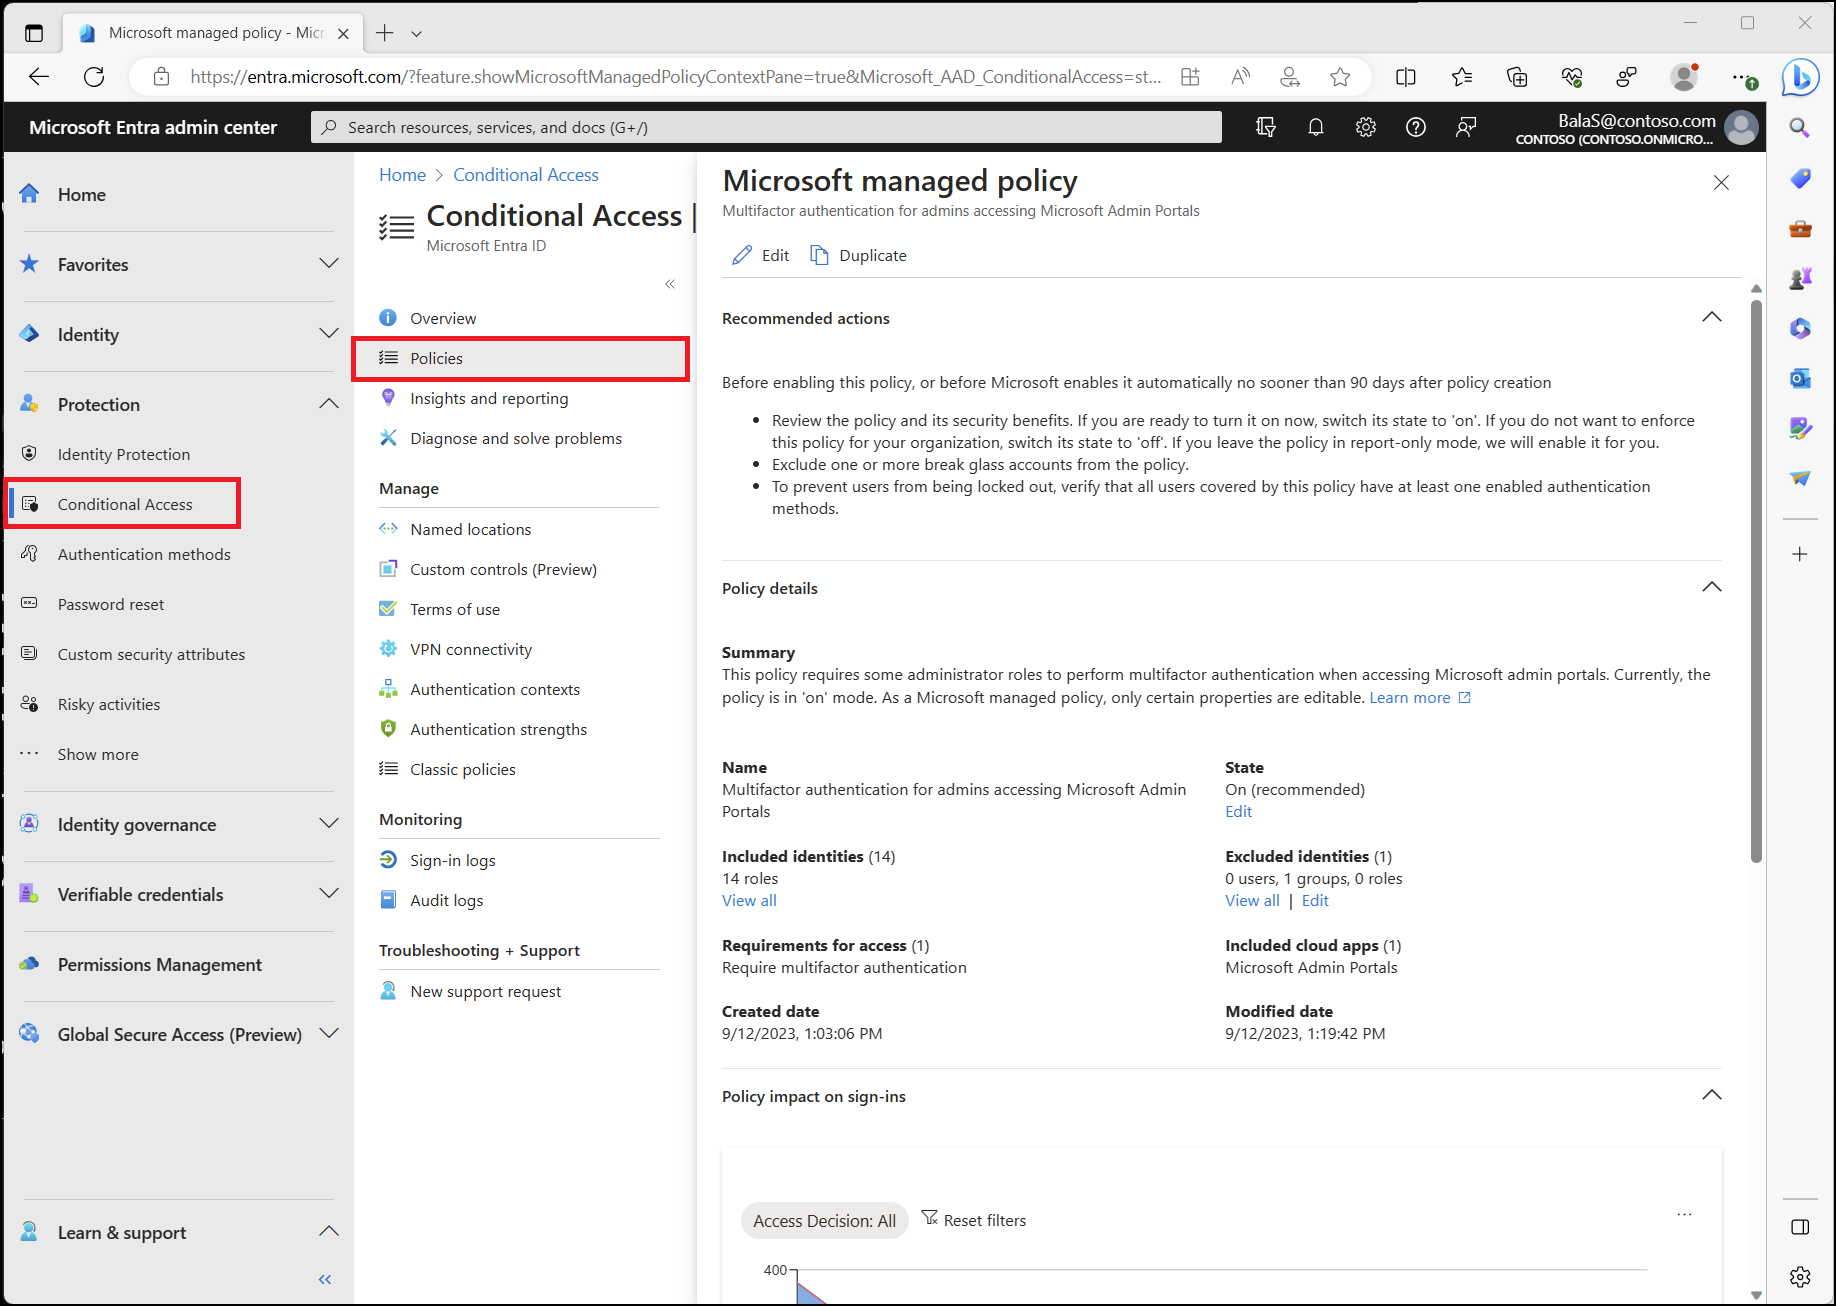 Microsoft managed policy - Micr
https://entra.microsoft.com/?feature.showMicrosoftManagedPolicyContextPane=true&Microsoft_AAD_ConditionalAccess=st...
Microsoft Entra admin center
Search resources, services, and docs (G+/)
BalaS@contoso.com
CONTOSO (CONTOSO.ONMICRO...
Home
Favorites
Identity
Protection
Identity Protection
Conditional Access
Authentication methods
Password reset
Custom security attributes
Risky activities
Show more
Identity governance
Verifiable credentials
Permissions Management
Global Secure Access (Preview)
Learn & support
Home > Conditional Access
Conditional Access |
Microsoft Entra ID
Overview
Policies
Insights and reporting
Diagnose and solve problems
Manage
Named locations
Custom controls (Preview)
Terms of use
VPN connectivity
Authentication contexts
Authentication strengths
Classic policies
Monitoring
Sign-in logs
Audit logs
Troubleshooting + Support
New support request
Microsoft managed policy
Multifactor authentication for admins accessing Microsoft Admin Portals
Edit
Duplicate
Recommended actions
Before enabling this policy, or before Microsoft enables it automatically no sooner than 90 days after policy creation
• Review the policy and its security benefits. If you are ready to turn it on now, switch its state to 'on'. If you do not want to enforce
this policy for your organization, switch its state to 'off'. If you leave the policy in report-only mode, we will enable it for you.
• Exclude one or more break glass accounts from the policy.
• To prevent users from being locked out, verify that all users covered by this policy have at least one enabled authentication
methods.
Policy details
Summary
This policy requires some administrator roles to perform multifactor authentication when accessing Microsoft admin portals. Currently, the
policy is in 'on' mode. As a Microsoft managed policy, only certain properties are editable. Learn more
Name
Multifactor authentication for admins accessing Microsoft Admin
Portals
State
On (recommended)
Edit
Included identities (14)
14 roles
View all
Excluded identities (1)
0 users, 1 groups, 0 roles
View all | Edit
Requirements for access (1)
Require multifactor authentication
Included cloud apps (1)
Microsoft Admin Portals
Created date
9/12/2023, 1:03:06 PM
Modified date
9/12/2023, 1:19:42 PM
Policy impact on sign-ins
Access Decision: All
Reset filters
400